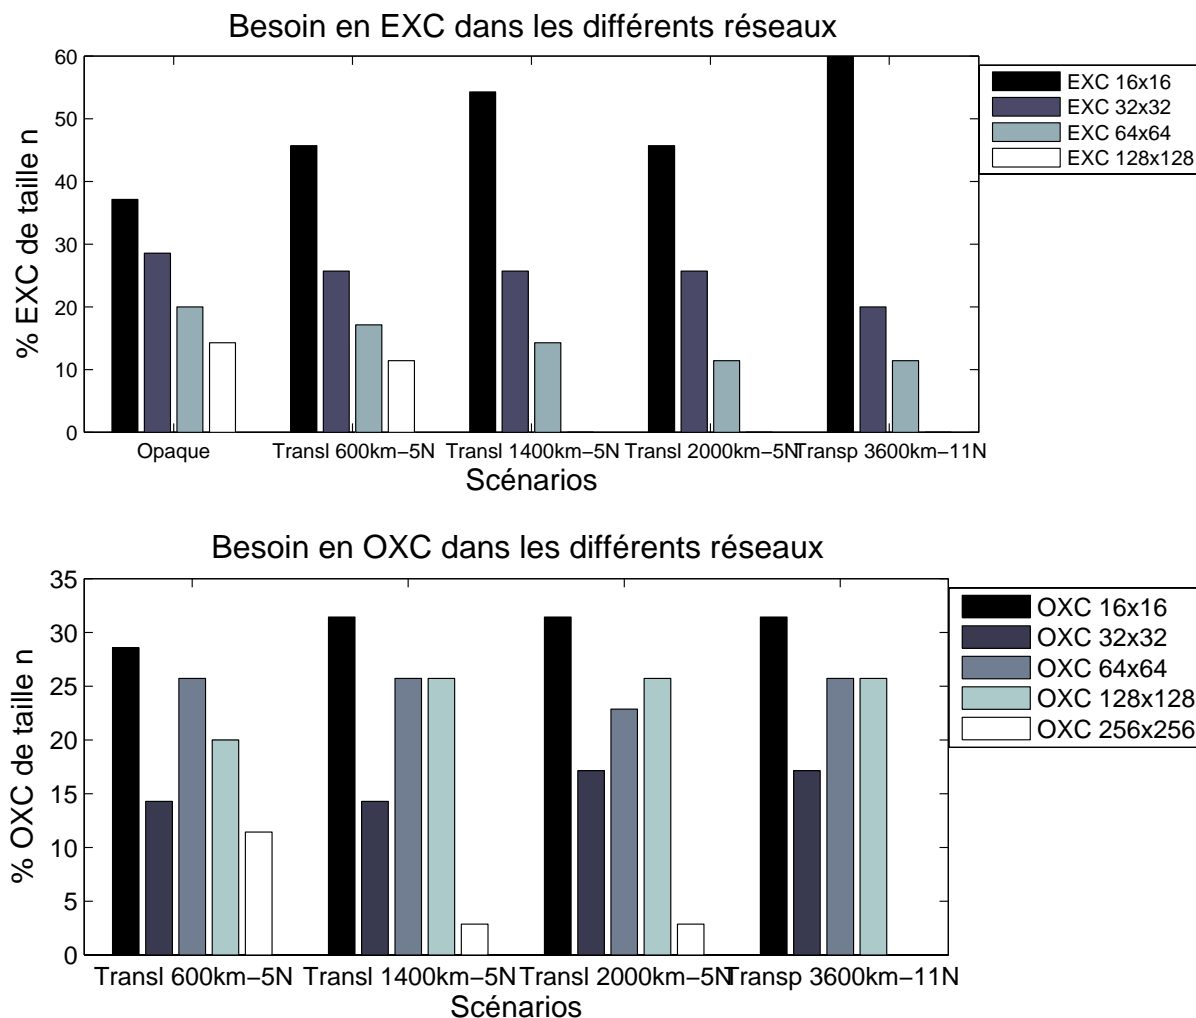 Besoin en EXC dans les différents réseaux
60
50
40
30
20
10
0
% EXC de taille n
EXC 16x16
EXC 32x32
EXC 64x64
EXC 128x128
Opaque
Transl 600km−5N
Transl 1400km−5N
Transl 2000km−5N
Transp 3600km−11N
Scénarios
Besoin en OXC dans les différents réseaux
35
30
25
20
15
10
5
0
% OXC de taille n
OXC 16x16
OXC 32x32
OXC 64x64
OXC 128x128
OXC 256x256
Transl 600km−5N
Transl 1400km−5N
Transl 2000km−5N
Transp 3600km−11N
Scénarios